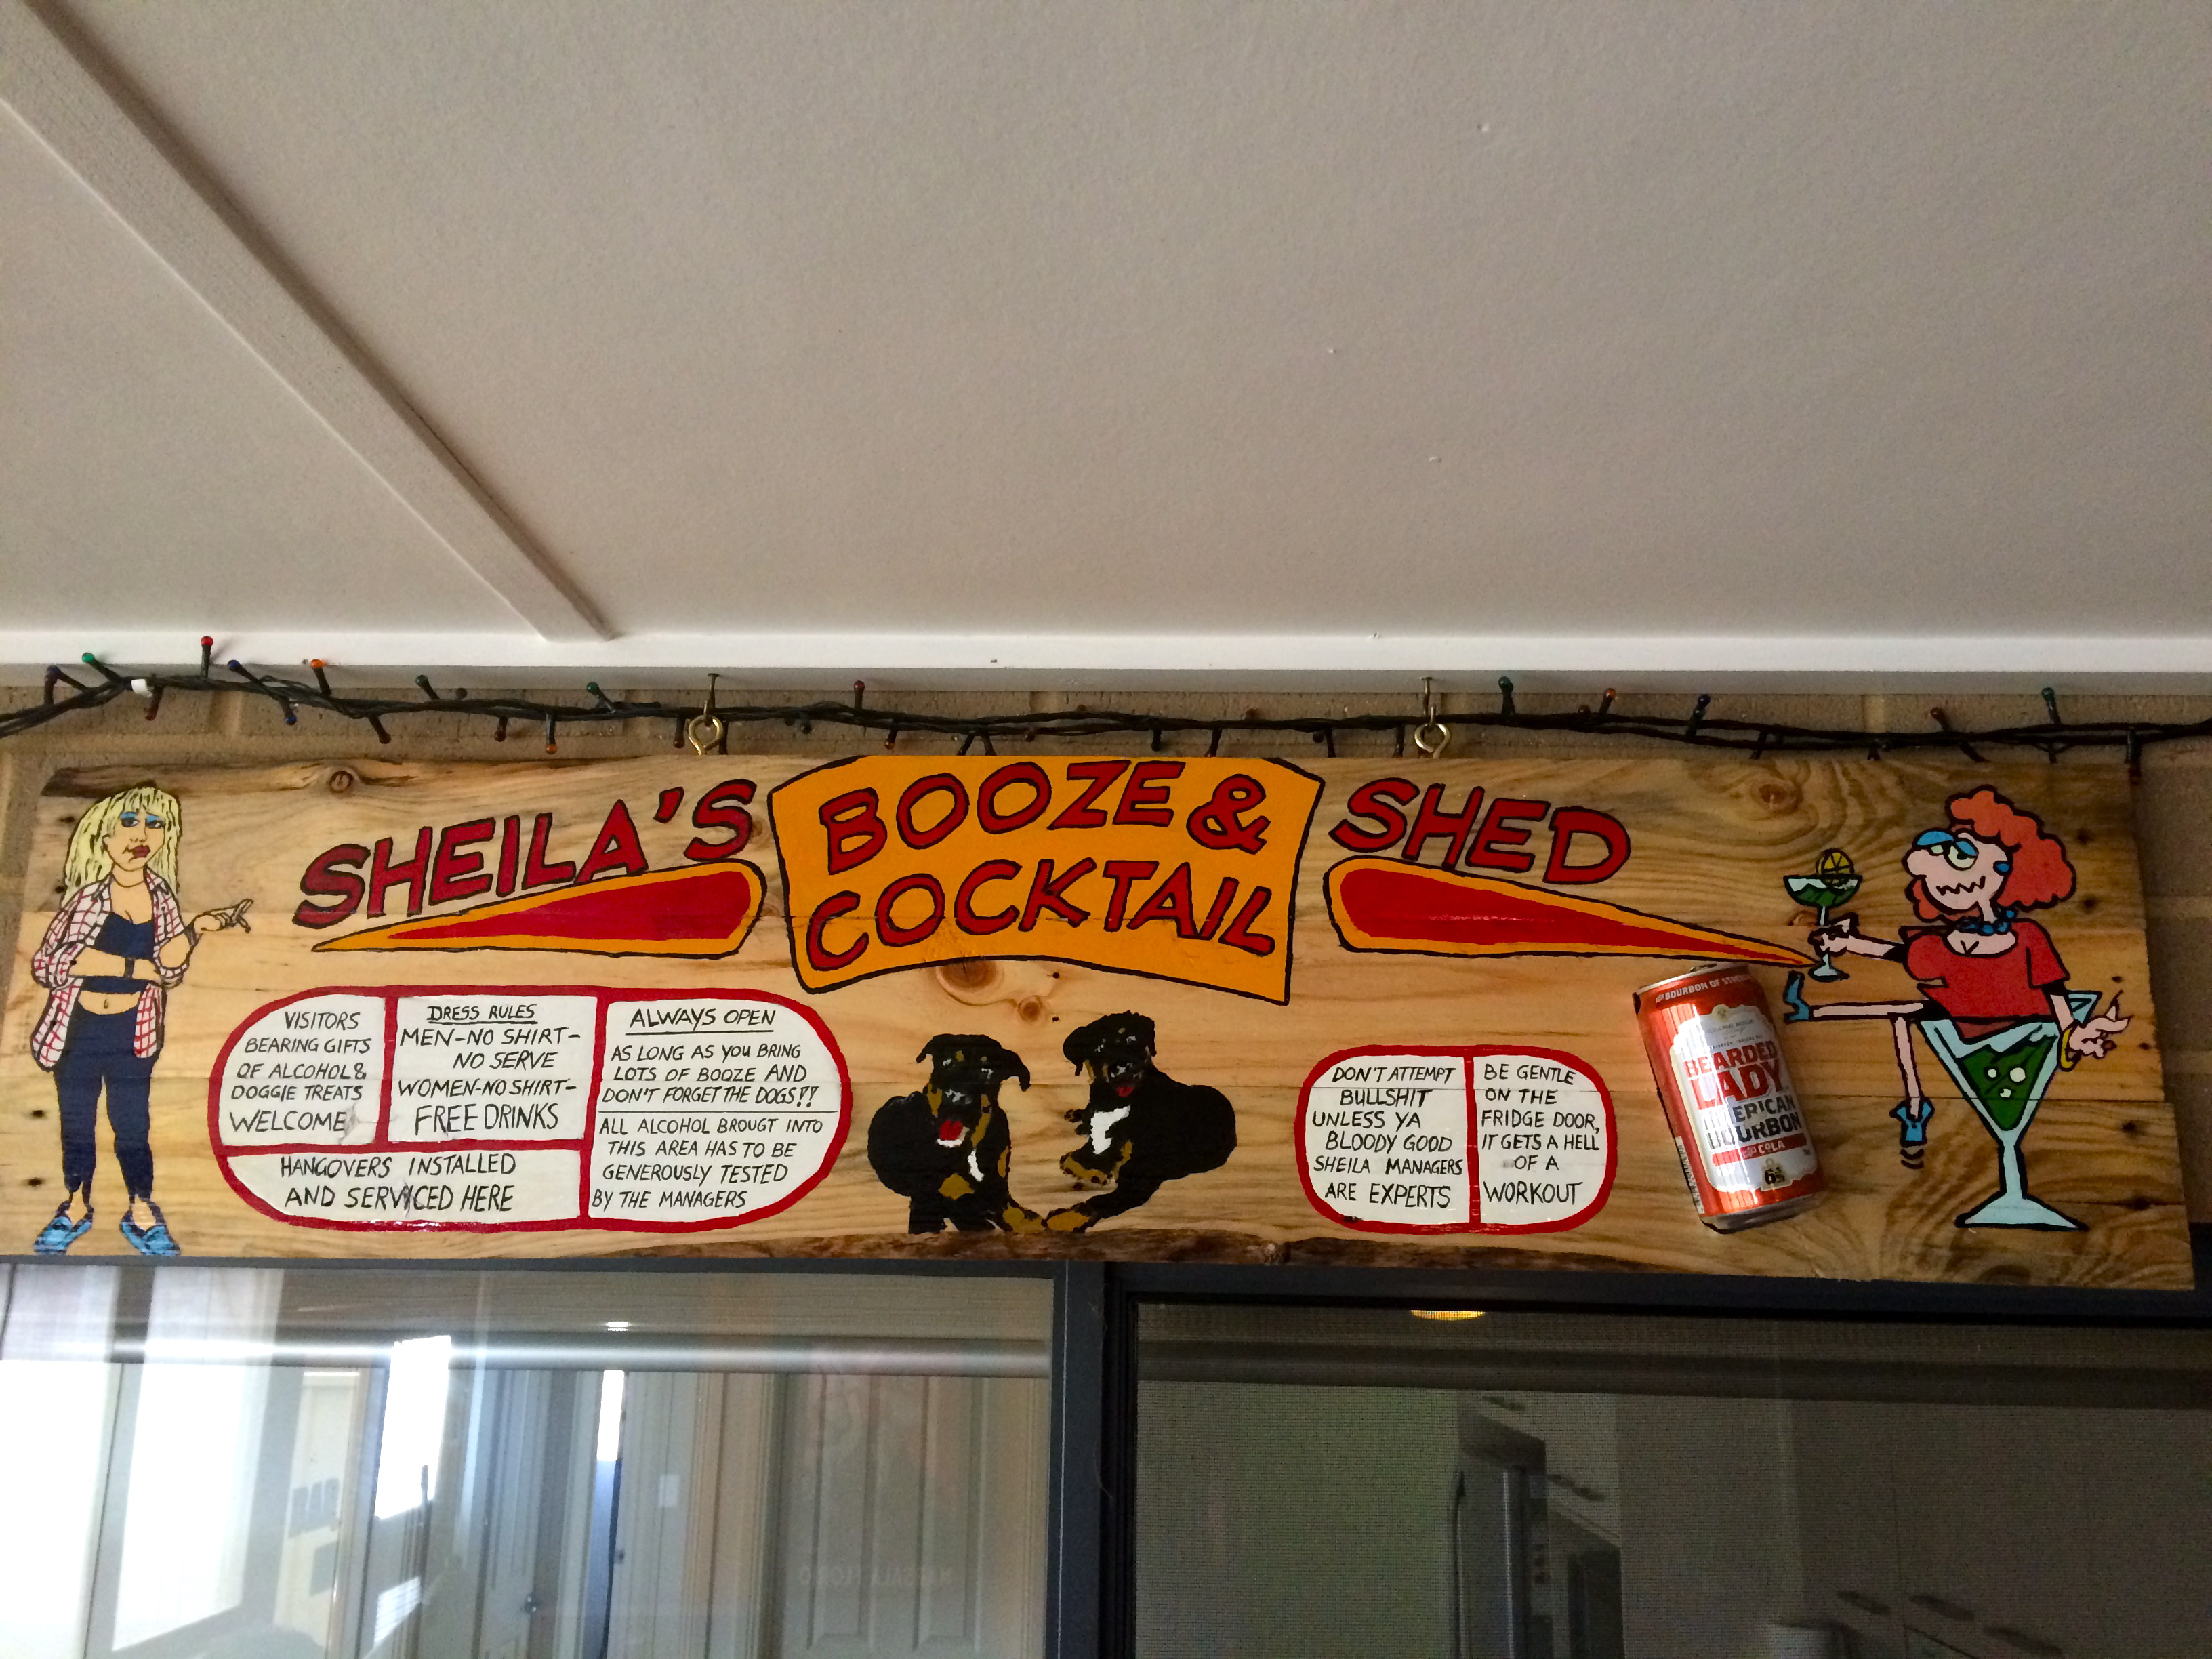 SHEILA'S
BOOZE &
COCKTAIL
SHED
VISITORS
BEARING GIFTS
OF ALCOHOL &
DOGGIE TREATS
WELCOME
DRESS RULES
MEN-NO SHIRT-
NO SERVE
WOMEN-NO SHIRT-
FREE DRINKS
HANGOVERS INSTALLED
AND SERVICED HERE
ALWAYS OPEN
AS LONG AS YOU BRING
LOTS OF BOOZE AND
DON'T FORGET THE DOGS!!
ALL ALCOHOL BROUGT INTO
THIS AREA HAS TO BE
GENEROUSLY TESTED
BY THE MANAGERS
DON'T ATTEMPT
BULLSHIT
UNLESS YA
BLOODY GOOD
SHEILA MANAGERS
ARE EXPERTS
BE GENTLE
ON THE
FRIDGE DOOR,
IT GETS A HELL
OF A
WORKOUT
BOURBON OF
BEARDED
LADY
BOURBON
COLA